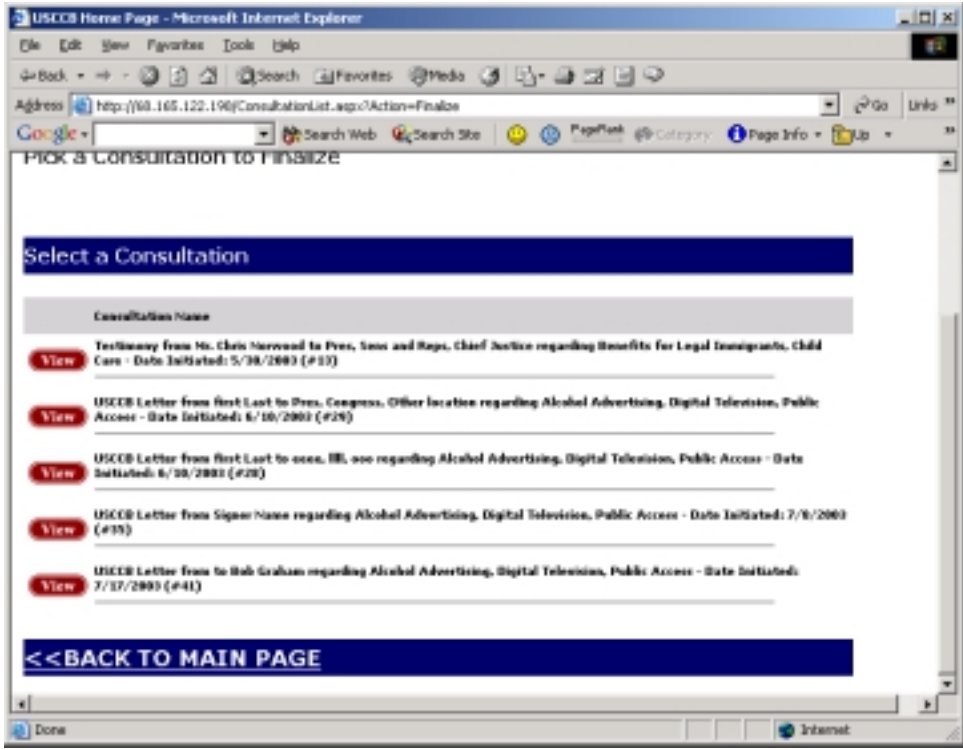 USCCB Home Page - Microsoft Internet Explorer
File Edit View Favorites Tools Help
Back Search Favorites Media
Address http://68.165.122.198/ConsultationList.aspx?Action=Finalize Go Links »
Google Search Web Search Site PageRank Category Page Info Up »
Pick a Consultation to Finalize
Select a Consultation
Consultation Name
View Testimony from Mr. Chris Norwood to Pres, Sens and Reps, Chief Justice regarding Benefits for Legal Immigrants, Child
Care - Date Initiated: 5/30/2003 (#13)
View USCCB Letter from first Last to Pres, Congress, Other location regarding Alcohol Advertising, Digital Television, Public
Access - Date Initiated: 6/10/2003 (#29)
View USCCB Letter from first Last to eeee, llll, ooo regarding Alcohol Advertising, Digital Television, Public Access - Date
Initiated: 6/10/2003 (#28)
View USCCB Letter from Signer Name regarding Alcohol Advertising, Digital Television, Public Access - Date Initiated: 7/8/2003
(#35)
View USCCB Letter from to Bob Graham regarding Alcohol Advertising, Digital Television, Public Access - Date Initiated:
7/17/2003 (#41)
<<BACK TO MAIN PAGE
Done Internet